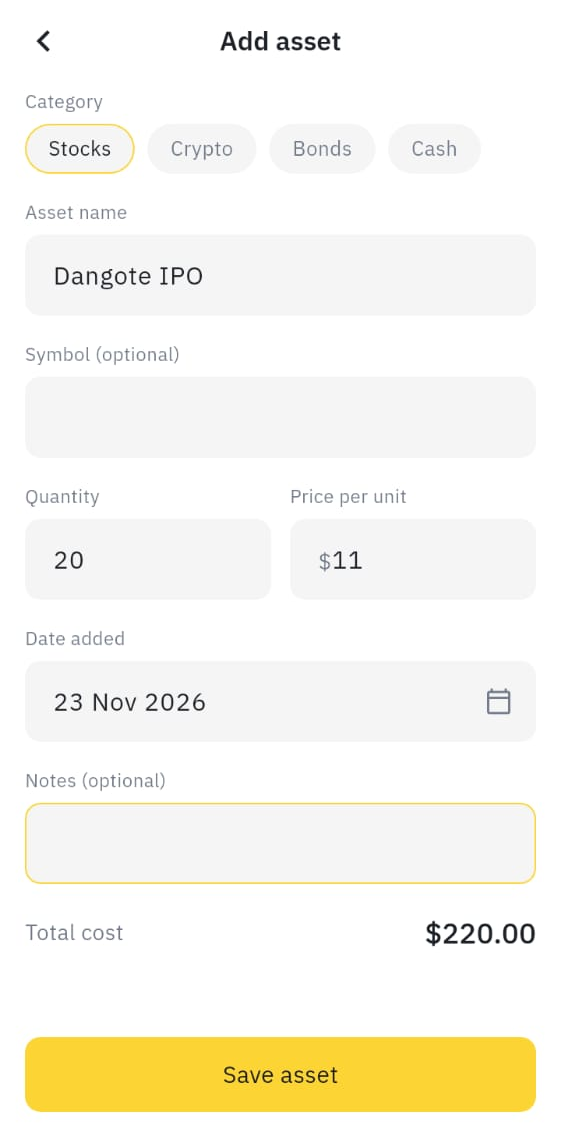 Add asset
Category
Stocks Crypto Bonds Cash
Asset name
Dangote IPO
Symbol (optional)
Quantity Price per unit
20 $11
Date added
23 Nov 2026
Notes (optional)
Total cost $220.00
Save asset